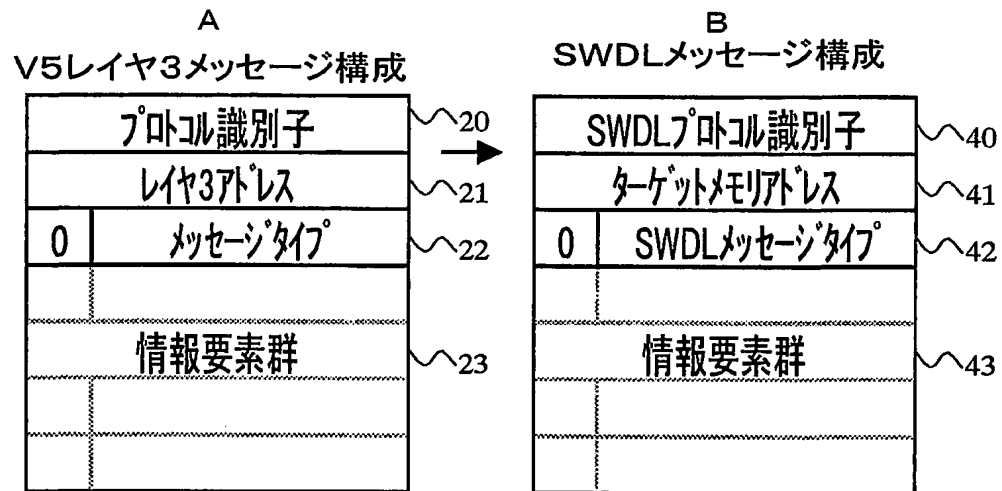 A
V5レイヤ3メッセージ構成
プロトコル識別子
20
レイヤ3アドレス
21
0 メッセージタイプ
22
情報要素群
23
B
SWDLメッセージ構成
SWDLプロトコル識別子
40
ターゲットメモリアドレス
41
0 SWDLメッセージタイプ
42
情報要素群
43